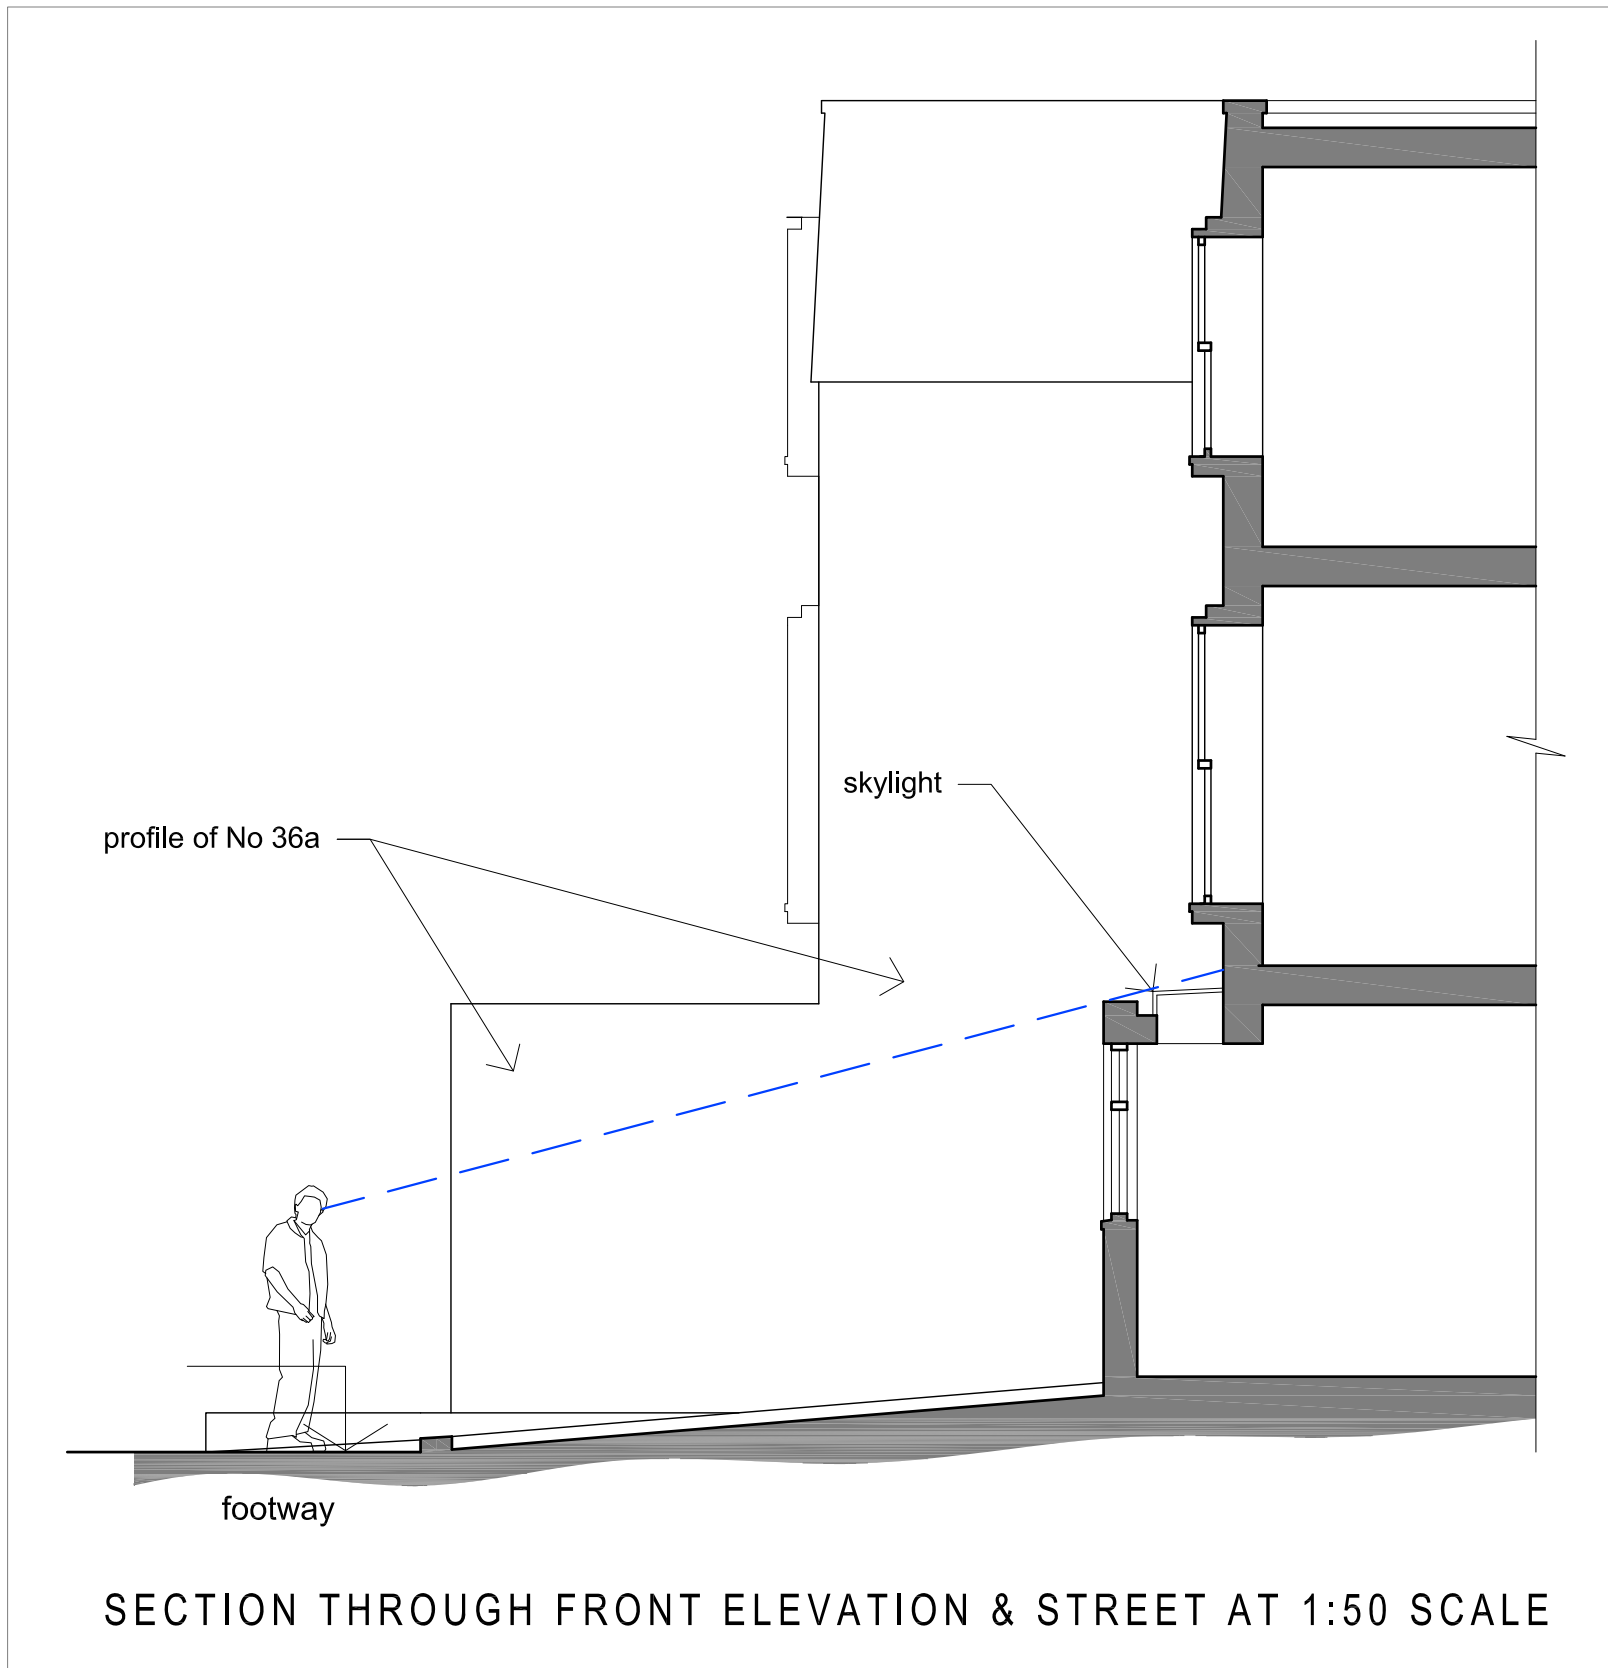 skylight
profile of No 36a
footway
SECTION THROUGH FRONT ELEVATION & STREET AT 1:50 SCALE